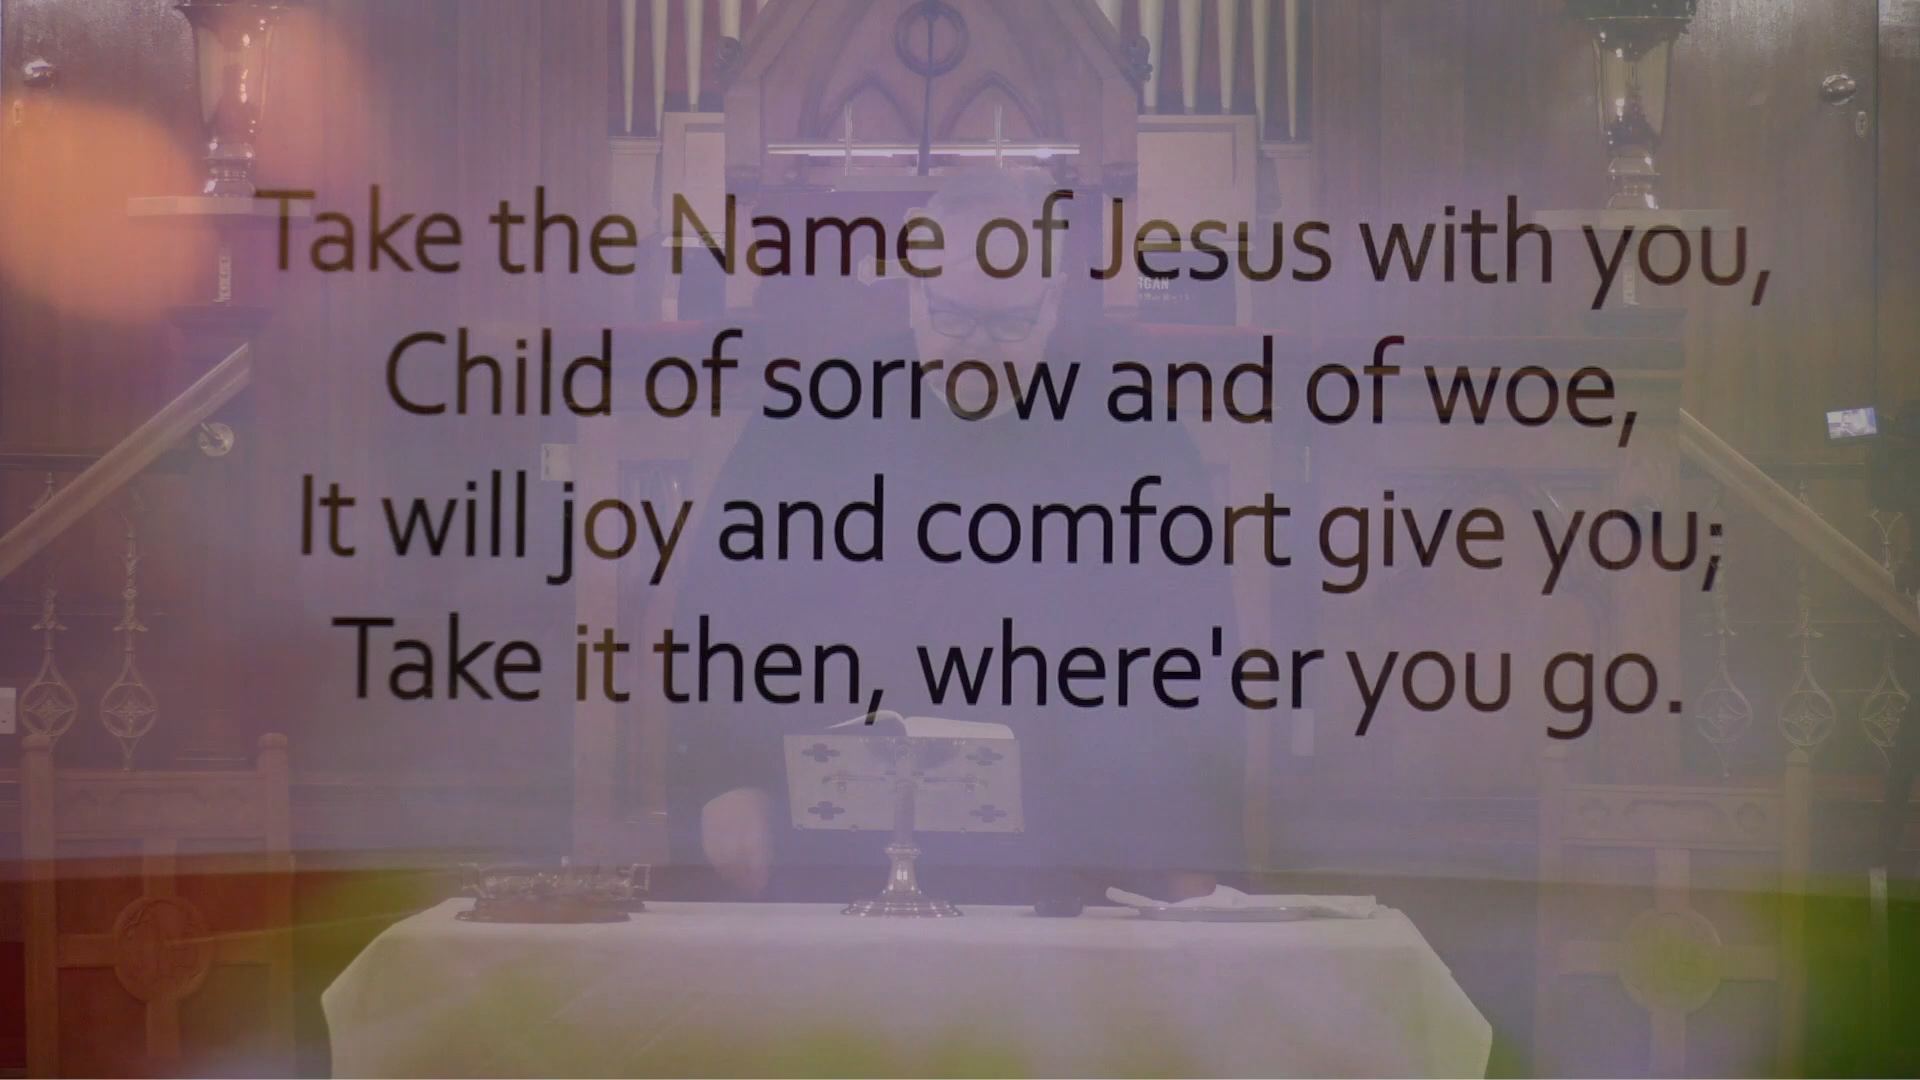 Take the Name of Jesus with you,
Child of sorrow and of woe,
It will joy and comfort give you;
Take it then, where'er you go.